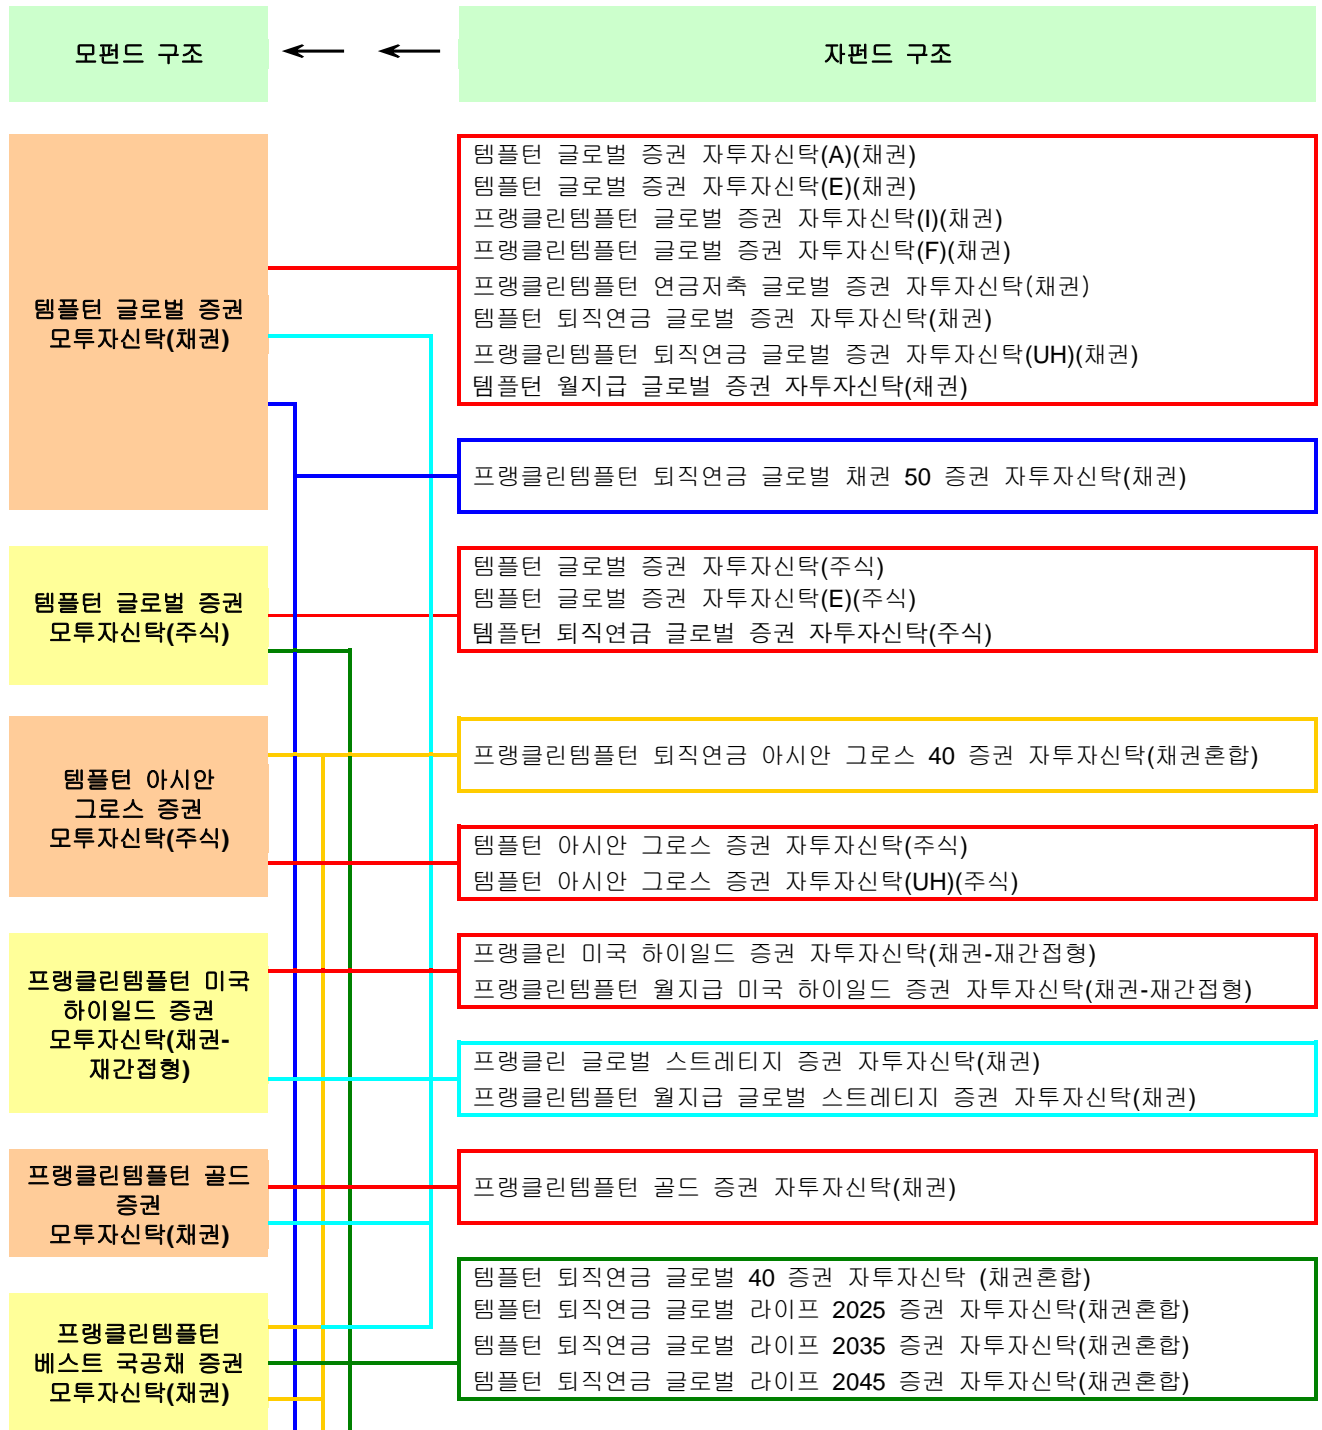 모펀드 구조
자펀드 구조
템플턴 글로벌 증권
모투자신탁(채권)
템플턴 글로벌 증권 자투자신탁(A)(채권)
템플턴 글로벌 증권 자투자신탁(E)(채권)
프랭클린템플턴 글로벌 증권 자투자신탁(I)(채권)
프랭클린템플턴 글로벌 증권 자투자신탁(F)(채권)
프랭클린템플턴 연금저축 글로벌 증권 자투자신탁(채권)
템플턴 퇴직연금 글로벌 증권 자투자신탁(채권)
프랭클린템플턴 퇴직연금 글로벌 증권 자투자신탁(UH)(채권)
템플턴 월지급 글로벌 증권 자투자신탁(채권)
프랭클린템플턴 퇴직연금 글로벌 채권 50 증권 자투자신탁(채권)
템플턴 글로벌 증권
모투자신탁(주식)
템플턴 글로벌 증권 자투자신탁(주식)
템플턴 글로벌 증권 자투자신탁(E)(주식)
템플턴 퇴직연금 글로벌 증권 자투자신탁(주식)
템플턴 아시안
그로스 증권
모투자신탁(주식)
프랭클린템플턴 퇴직연금 아시안 그로스 40 증권 자투자신탁(채권혼합)
템플턴 아시안 그로스 증권 자투자신탁(주식)
템플턴 아시안 그로스 증권 자투자신탁(UH)(주식)
프랭클린템플턴 미국
하이일드 증권
모투자신탁(채권-
재간접형)
프랭클린 미국 하이일드 증권 자투자신탁(채권-재간접형)
프랭클린템플턴 월지급 미국 하이일드 증권 자투자신탁(채권-재간접형)
프랭클린 글로벌 스트레티지 증권 자투자신탁(채권)
프랭클린템플턴 월지급 글로벌 스트레티지 증권 자투자신탁(채권)
프랭클린템플턴 골드
증권
모투자신탁(채권)
프랭클린템플턴 골드 증권 자투자신탁(채권)
프랭클린템플턴
베스트 국공채 증권
모투자신탁(채권)
템플턴 퇴직연금 글로벌 40 증권 자투자신탁 (채권혼합)
템플턴 퇴직연금 글로벌 라이프 2025 증권 자투자신탁(채권혼합)
템플턴 퇴직연금 글로벌 라이프 2035 증권 자투자신탁(채권혼합)
템플턴 퇴직연금 글로벌 라이프 2045 증권 자투자신탁(채권혼합)